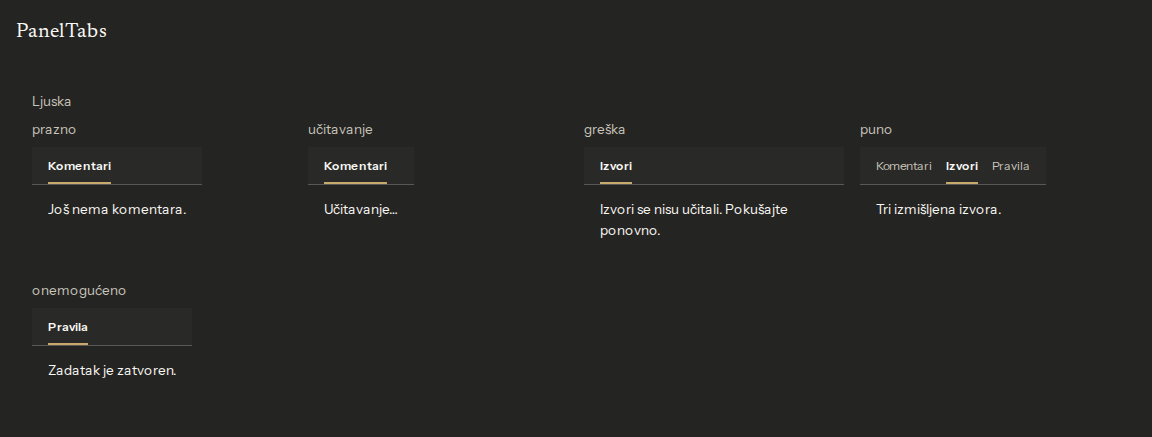 PanelTabs
Ljuska
prazno
Komentari
Još nema komentara.
učitavanje
Komentari
Učitavanje…
greška
Izvori
Izvori se nisu učitali. Pokušajte
ponovno.
puno
Komentari Izvori Pravila
Tri izmišljena izvora.
onemogućeno
Pravila
Zadatak je zatvoren.